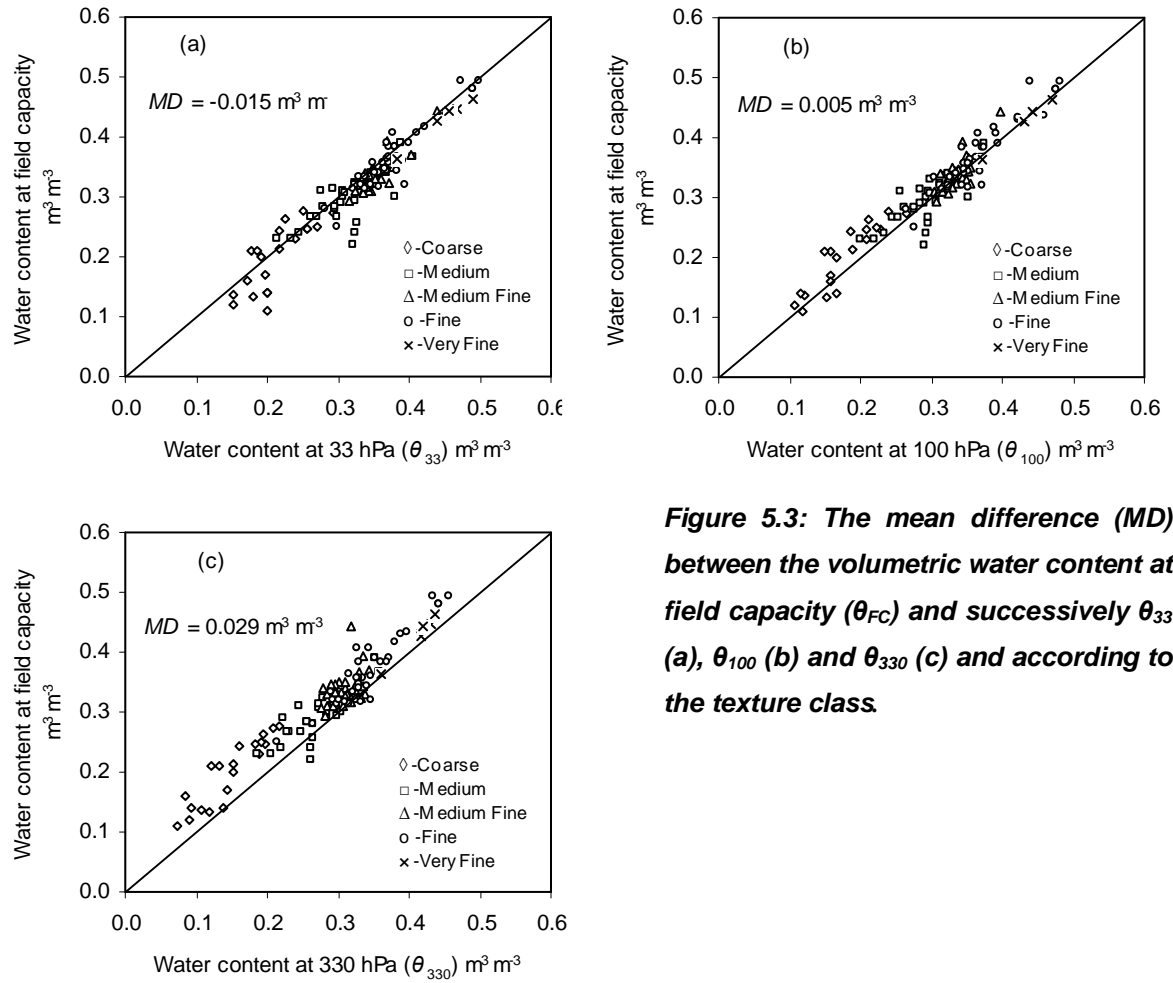 0.6
0.5
0.4
0.3
0.2
0.1
0.0
Water content at field capacity
m³ m-³
(a)
MD = -0.015 m³ m-
◊-Coarse
□-Medium
Δ-Medium Fine
o -Fine
×-Very Fine
0.0 0.1 0.2 0.3 0.4 0.5 0.6
Water content at 33 hPa (θ33) m³ m-³
0.6
0.5
0.4
0.3
0.2
0.1
0.0
Water content at field capacity
m³ m-³
(b)
MD = 0.005 m³ m-³
◊-Coarse
□-Medium
Δ-Medium Fine
o -Fine
×-Very Fine
0.0 0.1 0.2 0.3 0.4 0.5 0.6
Water content at 100 hPa (θ100) m³ m-³
0.6
0.5
0.4
0.3
0.2
0.1
0.0
Water content at field capacity
m³ m-³
(c)
MD = 0.029 m³ m-³
◊-Coarse
□-Medium
Δ-Medium Fine
o -Fine
×-Very Fine
0.0 0.1 0.2 0.3 0.4 0.5 0.6
Water content at 330 hPa (θ330) m³ m-³
Figure 5.3: The mean difference (MD)
between the volumetric water content at
field capacity (θFC) and successively θ33
(a), θ100 (b) and θ330 (c) and according to
the texture class.